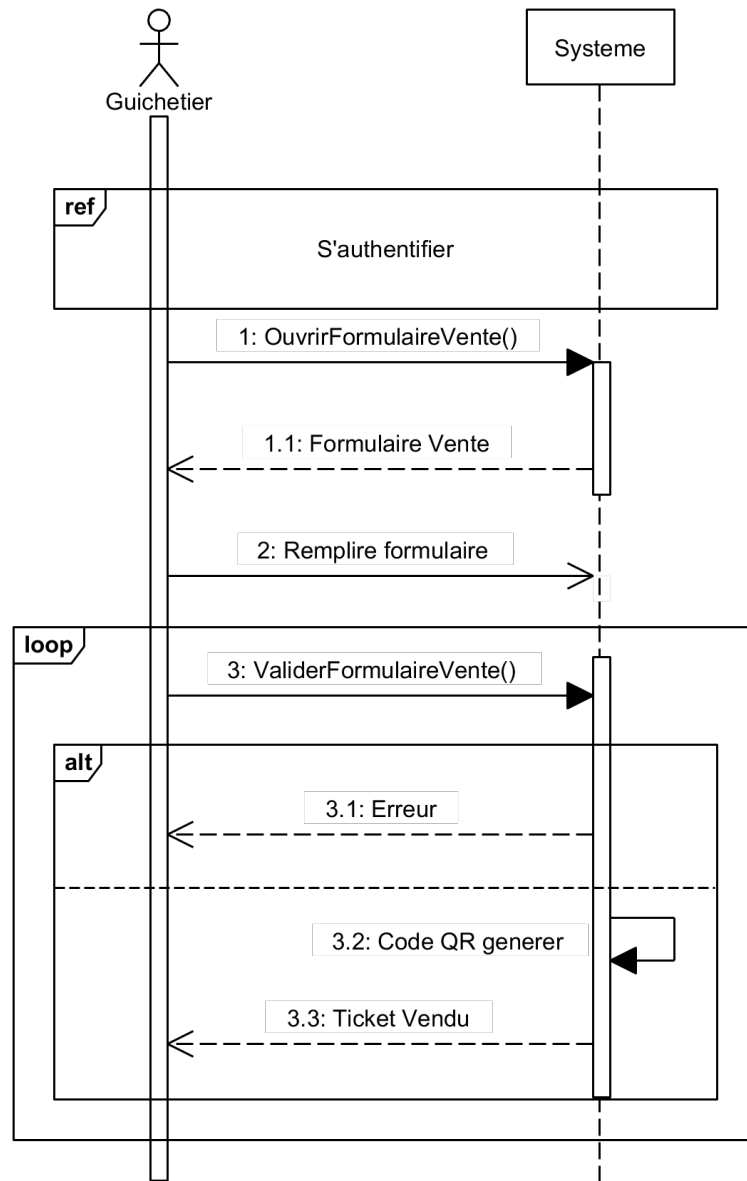 Systeme
Guichetier
ref
S'authentifier
1: OuvrirFormulaireVente()
1.1: Formulaire Vente
2: Remplire formulaire
loop
3: ValiderFormulaireVente()
alt
3.1: Erreur
3.2: Code QR generer
3.3: Ticket Vendu